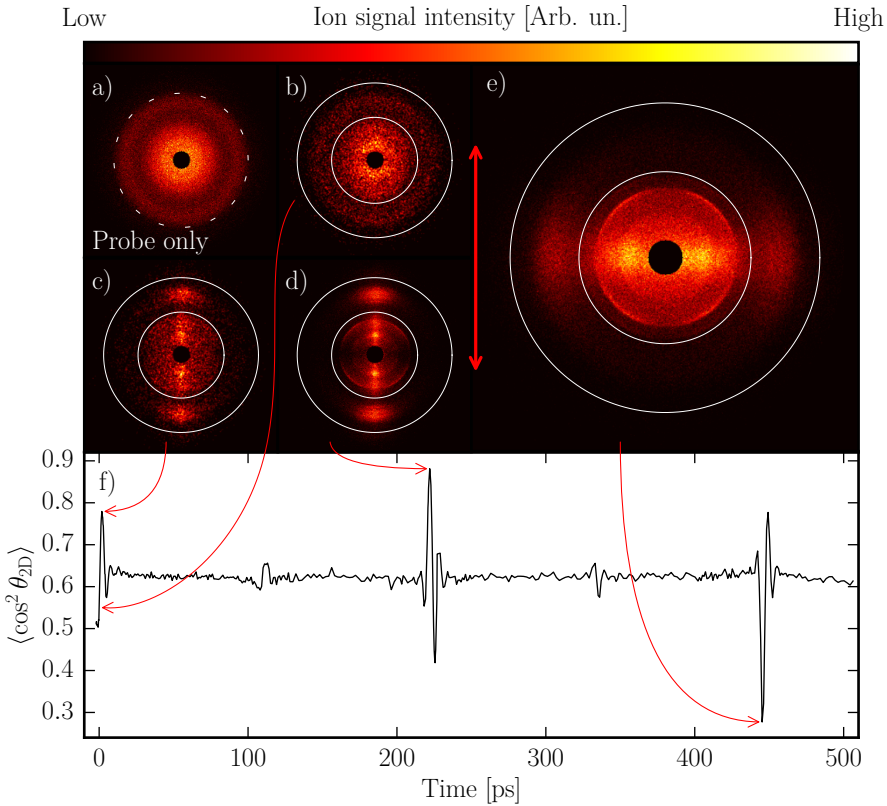 Low Ion signal intensity [Arb. un.] High
a)
b)
e)
Probe only
c)
d)
f)
0.9
0.8
0.7
0.6
0.5
0.4
0.3
⟨cos² θ₂D⟩
0 100 200 300 400 500
Time [ps]